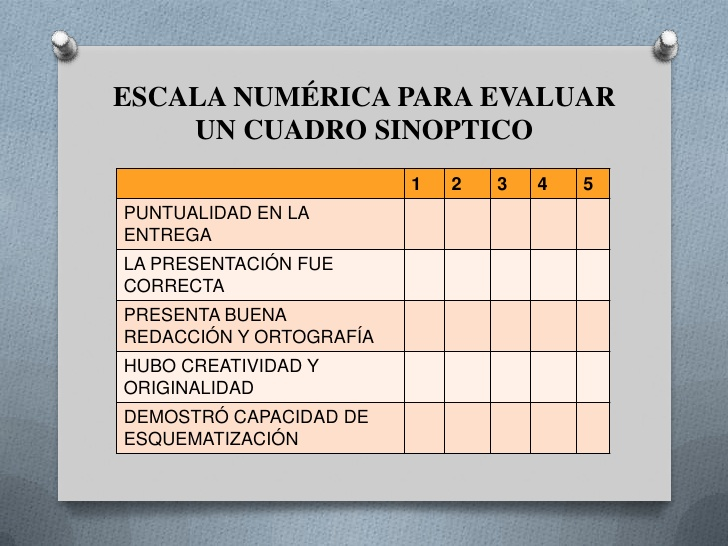 ESCALA NUMÉRICA PARA EVALUAR
UN CUADRO SINOPTICO
1 2 3 4 5
PUNTUALIDAD EN LA
ENTREGA
LA PRESENTACIÓN FUE
CORRECTA
PRESENTA BUENA
REDACCIÓN Y ORTOGRAFÍA
HUBO CREATIVIDAD Y
ORIGINALIDAD
DEMOSTRÓ CAPACIDAD DE
ESQUEMATIZACIÓN